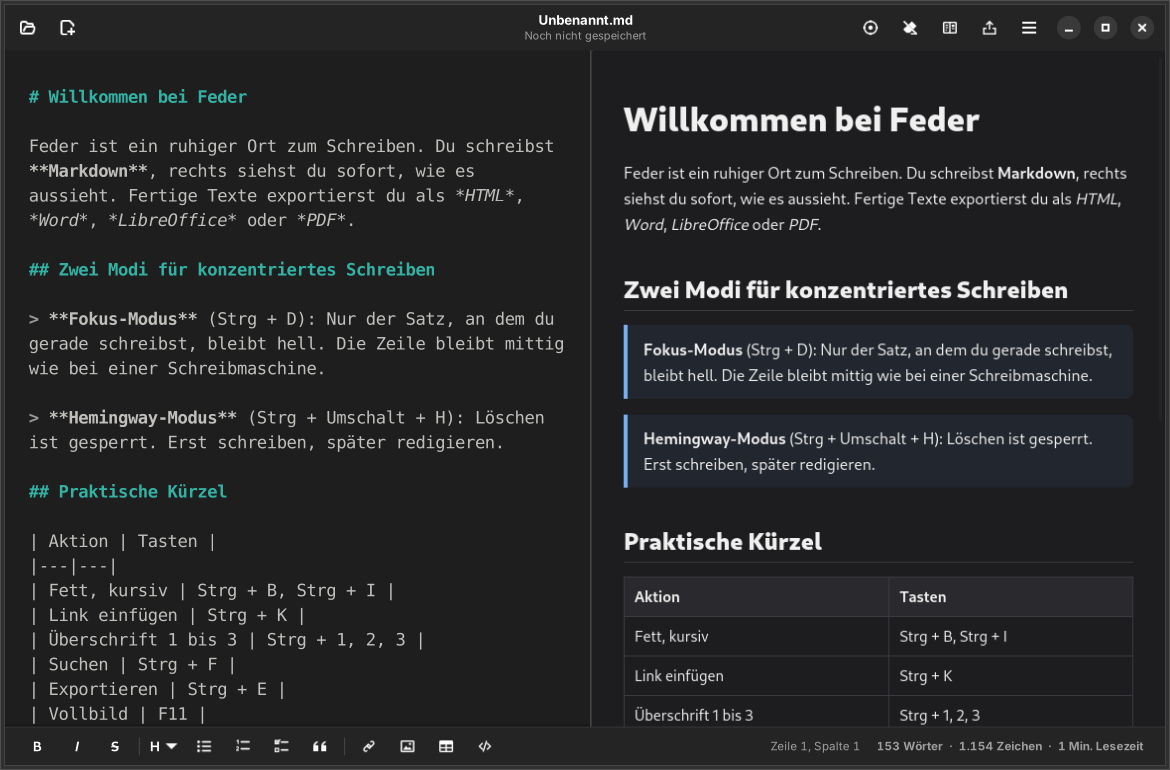 Unbenannt.md
Noch nicht gespeichert
# Willkommen bei Feder
Feder ist ein ruhiger Ort zum Schreiben. Du schreibst
**Markdown**, rechts siehst du sofort, wie es
aussieht. Fertige Texte exportierst du als *HTML*,
*Word*, *LibreOffice* oder *PDF*.
## Zwei Modi für konzentriertes Schreiben
> **Fokus-Modus** (Strg + D): Nur der Satz, an dem du
gerade schreibst, bleibt hell. Die Zeile bleibt mittig
wie bei einer Schreibmaschine.
> **Hemingway-Modus** (Strg + Umschalt + H): Löschen
ist gesperrt. Erst schreiben, später redigieren.
## Praktische Kürzel
| Aktion | Tasten |
|---|---|
| Fett, kursiv | Strg + B, Strg + I |
| Link einfügen | Strg + K |
| Überschrift 1 bis 3 | Strg + 1, 2, 3 |
| Suchen | Strg + F |
| Exportieren | Strg + E |
| Vollbild | F11 |
Willkommen bei Feder
Feder ist ein ruhiger Ort zum Schreiben. Du schreibst Markdown, rechts
siehst du sofort, wie es aussieht. Fertige Texte exportierst du als HTML,
Word, LibreOffice oder PDF.
Zwei Modi für konzentriertes Schreiben
Fokus-Modus (Strg + D): Nur der Satz, an dem du gerade schreibst,
bleibt hell. Die Zeile bleibt mittig wie bei einer Schreibmaschine.
Hemingway-Modus (Strg + Umschalt + H): Löschen ist gesperrt.
Erst schreiben, später redigieren.
Praktische Kürzel
Aktion Tasten
Fett, kursiv Strg + B, Strg + I
Link einfügen Strg + K
Überschrift 1 bis 3 Strg + 1, 2, 3
B I S H
Zeile 1, Spalte 1 153 Wörter · 1.154 Zeichen · 1 Min. Lesezeit